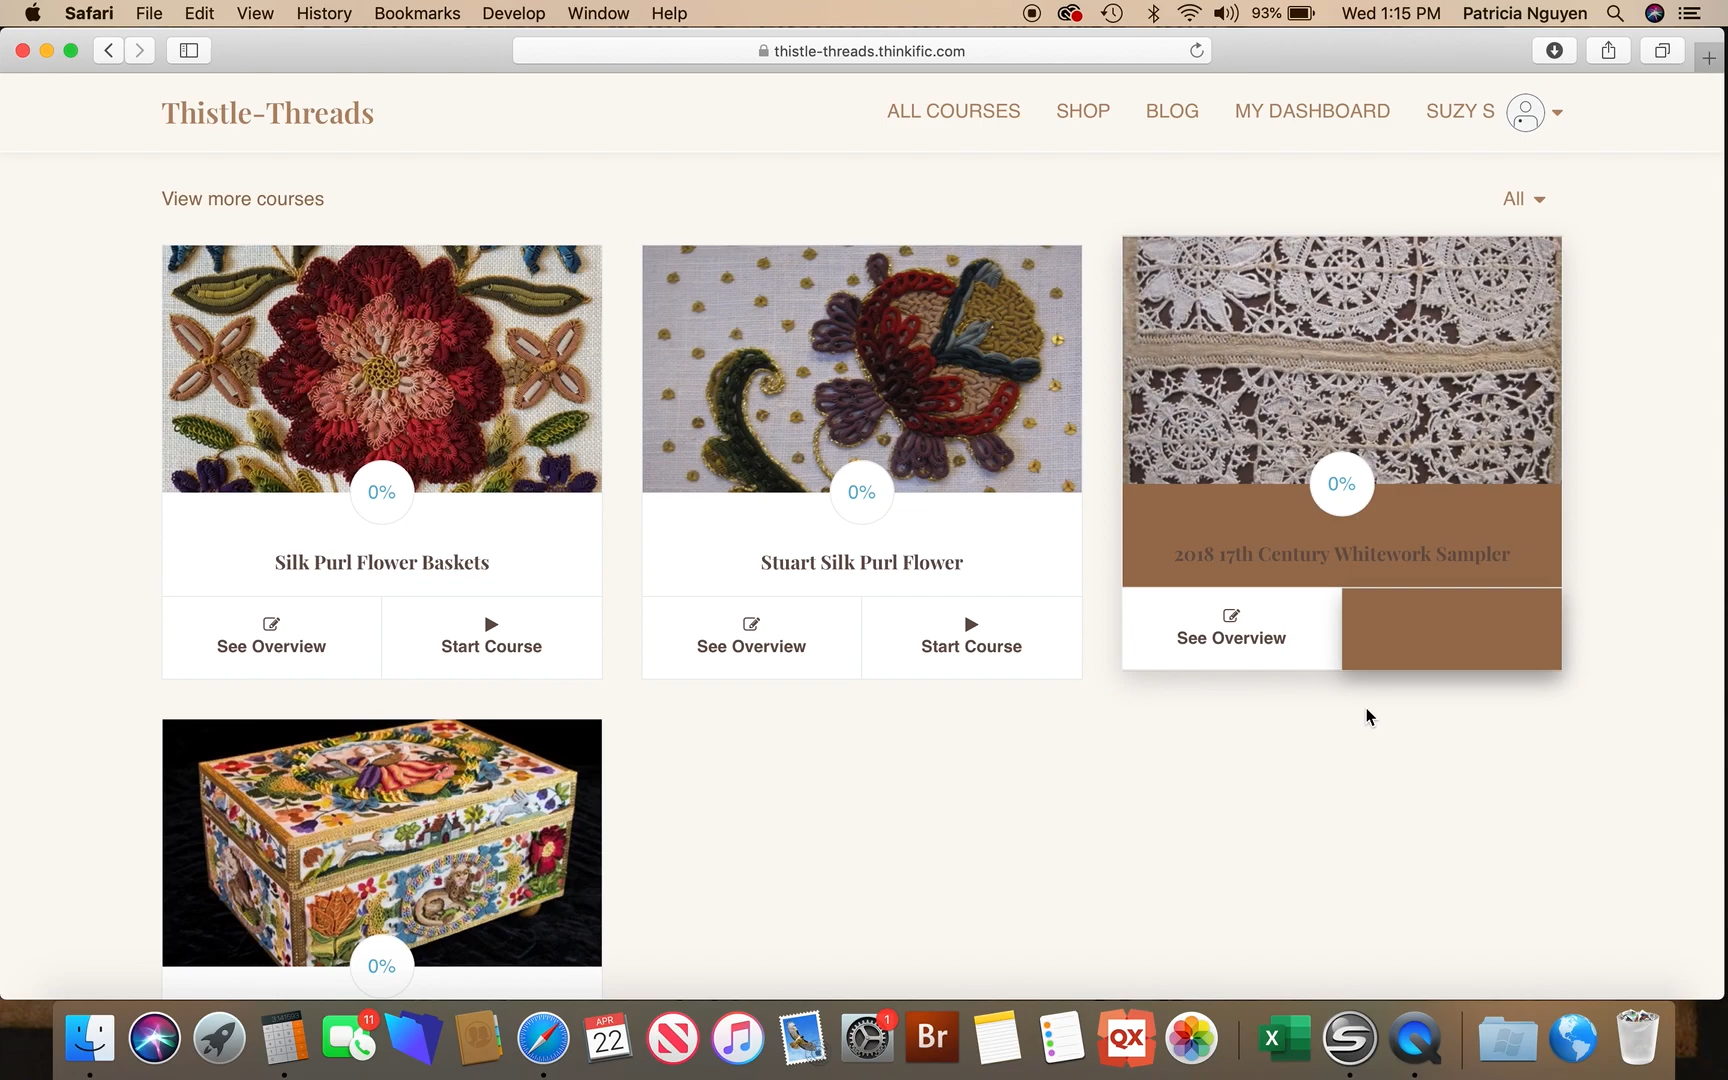 Safari File Edit View History Bookmarks Develop Window Help 93% Wed 1:15 PM Patricia Nguyen
thistle-threads.thinkific.com
Thistle-Threads ALL COURSES SHOP BLOG MY DASHBOARD SUZY S
View more courses All
0% 0% 0%
Silk Purl Flower Baskets Stuart Silk Purl Flower 2018 17th Century Whitework Sampler
See Overview Start Course See Overview Start Course See Overview
0%
11 APR 22 1 Br QX X